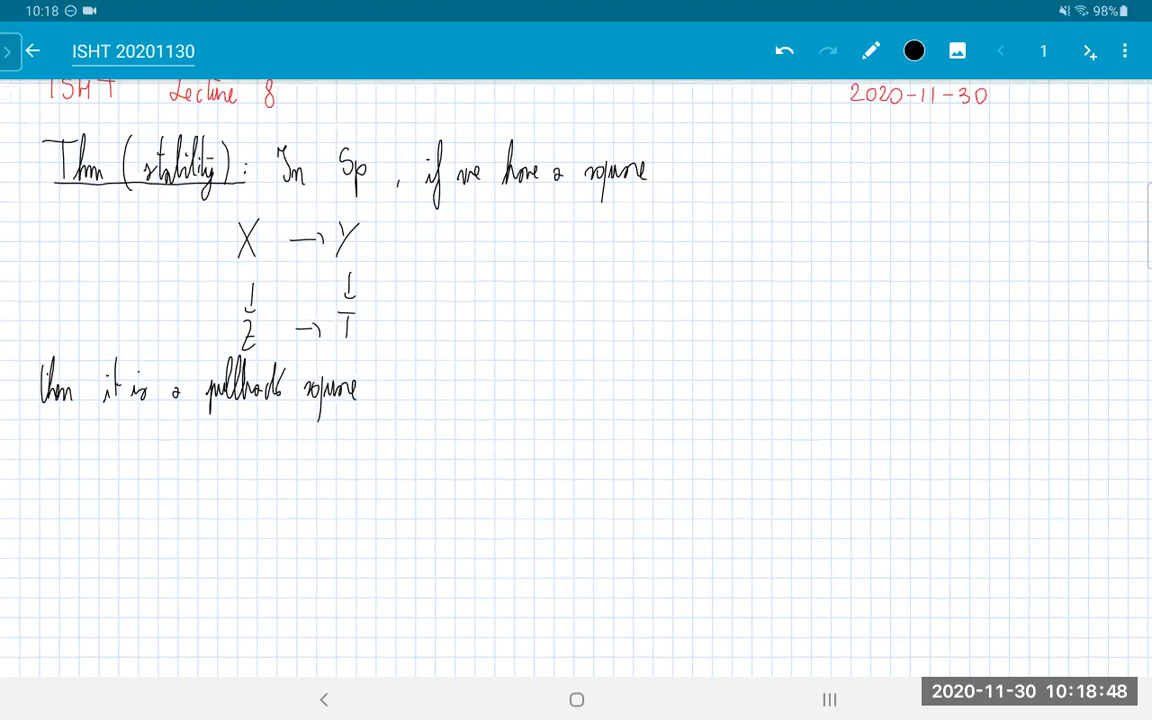 10:18
98%
ISHT 20201130
1
ISHT Lecture 8
2020-11-30
Thm (stability): In Sp, if we have a square
X → Y
↓ ↓
Z → T
then it is a pullback square
2020-11-30 10:18:48